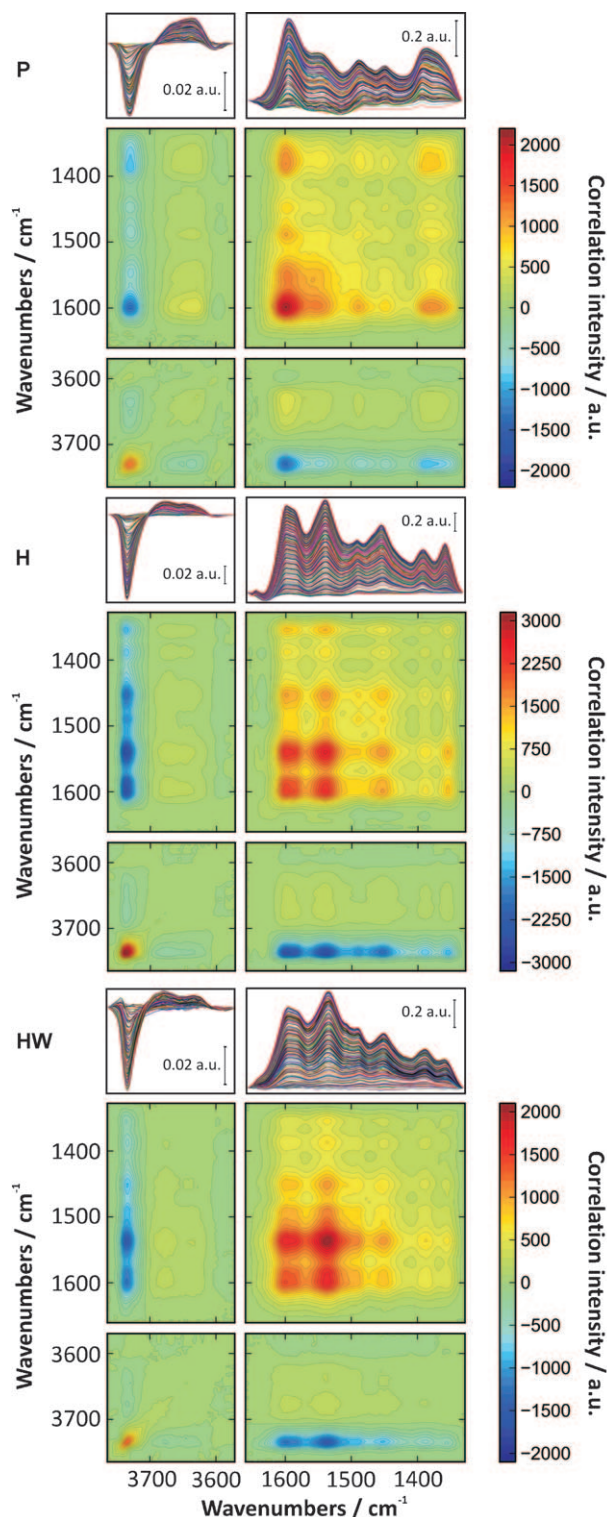 P
0.02 a.u.
0.2 a.u.
Wavenumbers / cm⁻¹
1400
1500
1600
3600
3700
2000
1500
1000
500
0
-500
-1000
-1500
-2000
Correlation intensity / a.u.
H
0.02 a.u.
0.2 a.u.
Wavenumbers / cm⁻¹
1400
1500
1600
3600
3700
3000
2250
1500
750
0
-750
-1500
-2250
-3000
Correlation intensity / a.u.
HW
0.02 a.u.
0.2 a.u.
Wavenumbers / cm⁻¹
1400
1500
1600
3600
3700
2000
1500
1000
500
0
-500
-1000
-1500
-2000
Correlation intensity / a.u.
3700 3600 1600 1500 1400
Wavenumbers / cm⁻¹